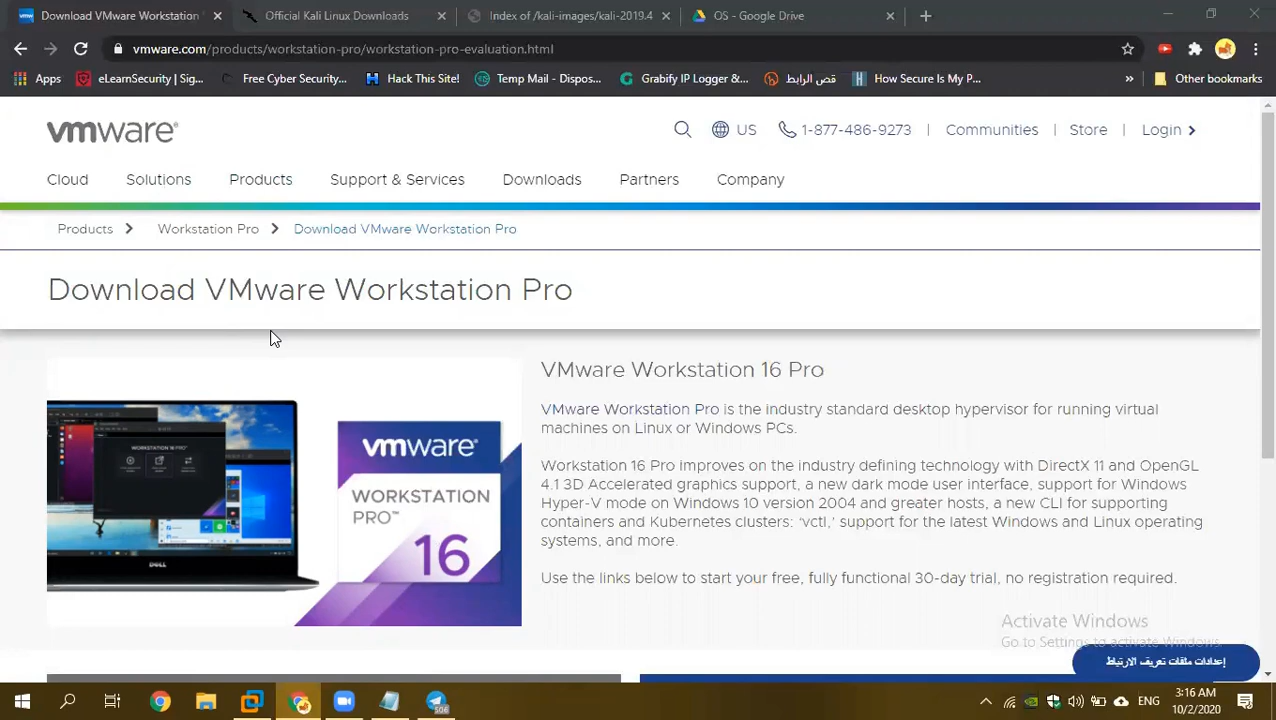 Download VMware Workstation
Official Kali Linux Downloads
Index of /kali-images/kali-2019.4
Google Drive
vmware.com/products/workstation-pro/workstation-pro-evaluation.html
Apps
eLearnSecurity | Sig...
Free Cyber Security...
Hack This Site!
Temp Mail - Dispos...
Grabify IP Logger &...
قص الرابط
How Secure Is My P...
»
Other bookmarks
vmware
US
1-877-486-9273
Communities
Store
Login
Cloud
Solutions
Products
Support & Services
Downloads
Partners
Company
Products
Workstation Pro
Download VMware Workstation Pro
Download VMware Workstation Pro
vmware
WORKSTATION
PRO™
16
WORKSTATION 16 PRO
DELL
VMware Workstation 16 Pro
VMware Workstation Pro is the industry standard desktop hypervisor for running virtual
machines on Linux or Windows PCs.
Workstation 16 Pro improves on the industry defining technology with DirectX 11 and OpenGL
4.1 3D Accelerated graphics support, a new dark mode user interface, support for Windows
Hyper-V mode on Windows 10 version 2004 and greater hosts, a new CLI for supporting
containers and Kubernetes clusters: 'vctl,' support for the latest Windows and Linux operating
systems, and more.
Use the links below to start your free, fully functional 30-day trial, no registration required.
Activate Windows
Go to Settings to activate Windows.
إعدادات ملفات تعريف الارتباط
506
ENG
3:16 AM
10/2/2020